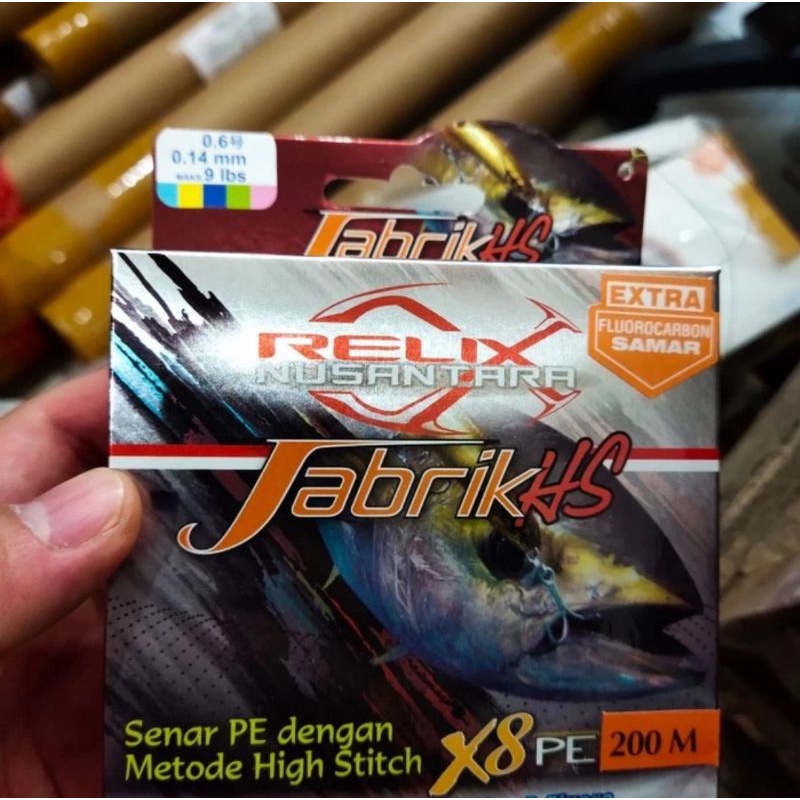 0.6号
0.14 mm
MAKS 9 lbs
JabrikHS
EXTRA
FLUOROCARBON
SAMAR
RELIX
NUSANTARA
JabrikHS
Senar PE dengan
Metode High Stitch
X8 PE 200 M